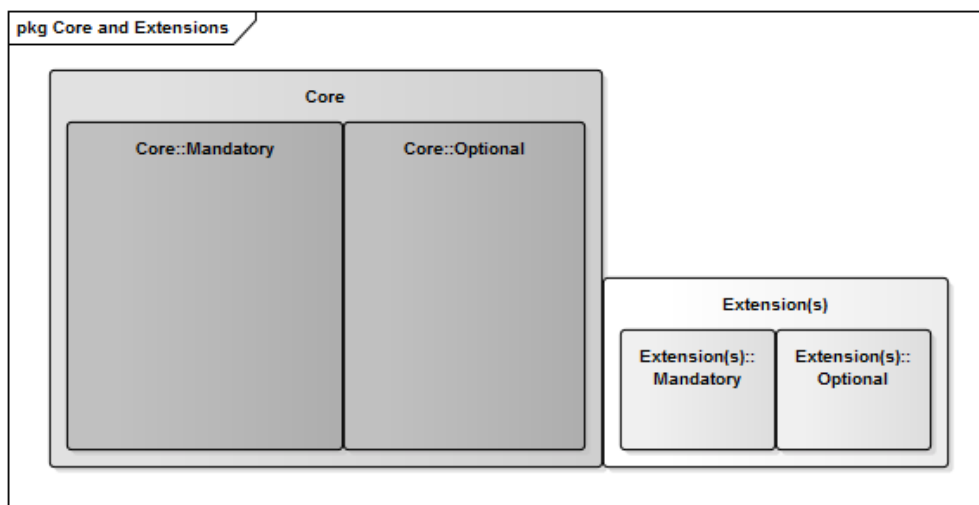 pkg Core and Extensions
Core
Core::Mandatory
Core::Optional
Extension(s)
Extension(s)::
Mandatory
Extension(s)::
Optional